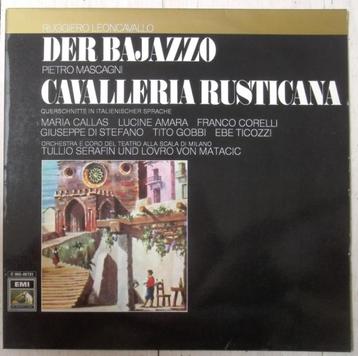 RUGGIERO LEONCAVALLO
DER BAJAZZO
PIETRO MASCAGNI
CAVALLERIA RUSTICANA
QUERSCHNITTE IN ITALIENISCHER SPRACHE
MARIA CALLAS LUCINE AMARA FRANCO CORELLI
GIUSEPPE DI STEFANO TITO GOBBI EBE TICOZZI
ORCHESTRA E CORO DEL TEATRO ALLA SCALA DI MILANO
TULLIO SERAFIN UND LOVRO VON MATACIC
EMI